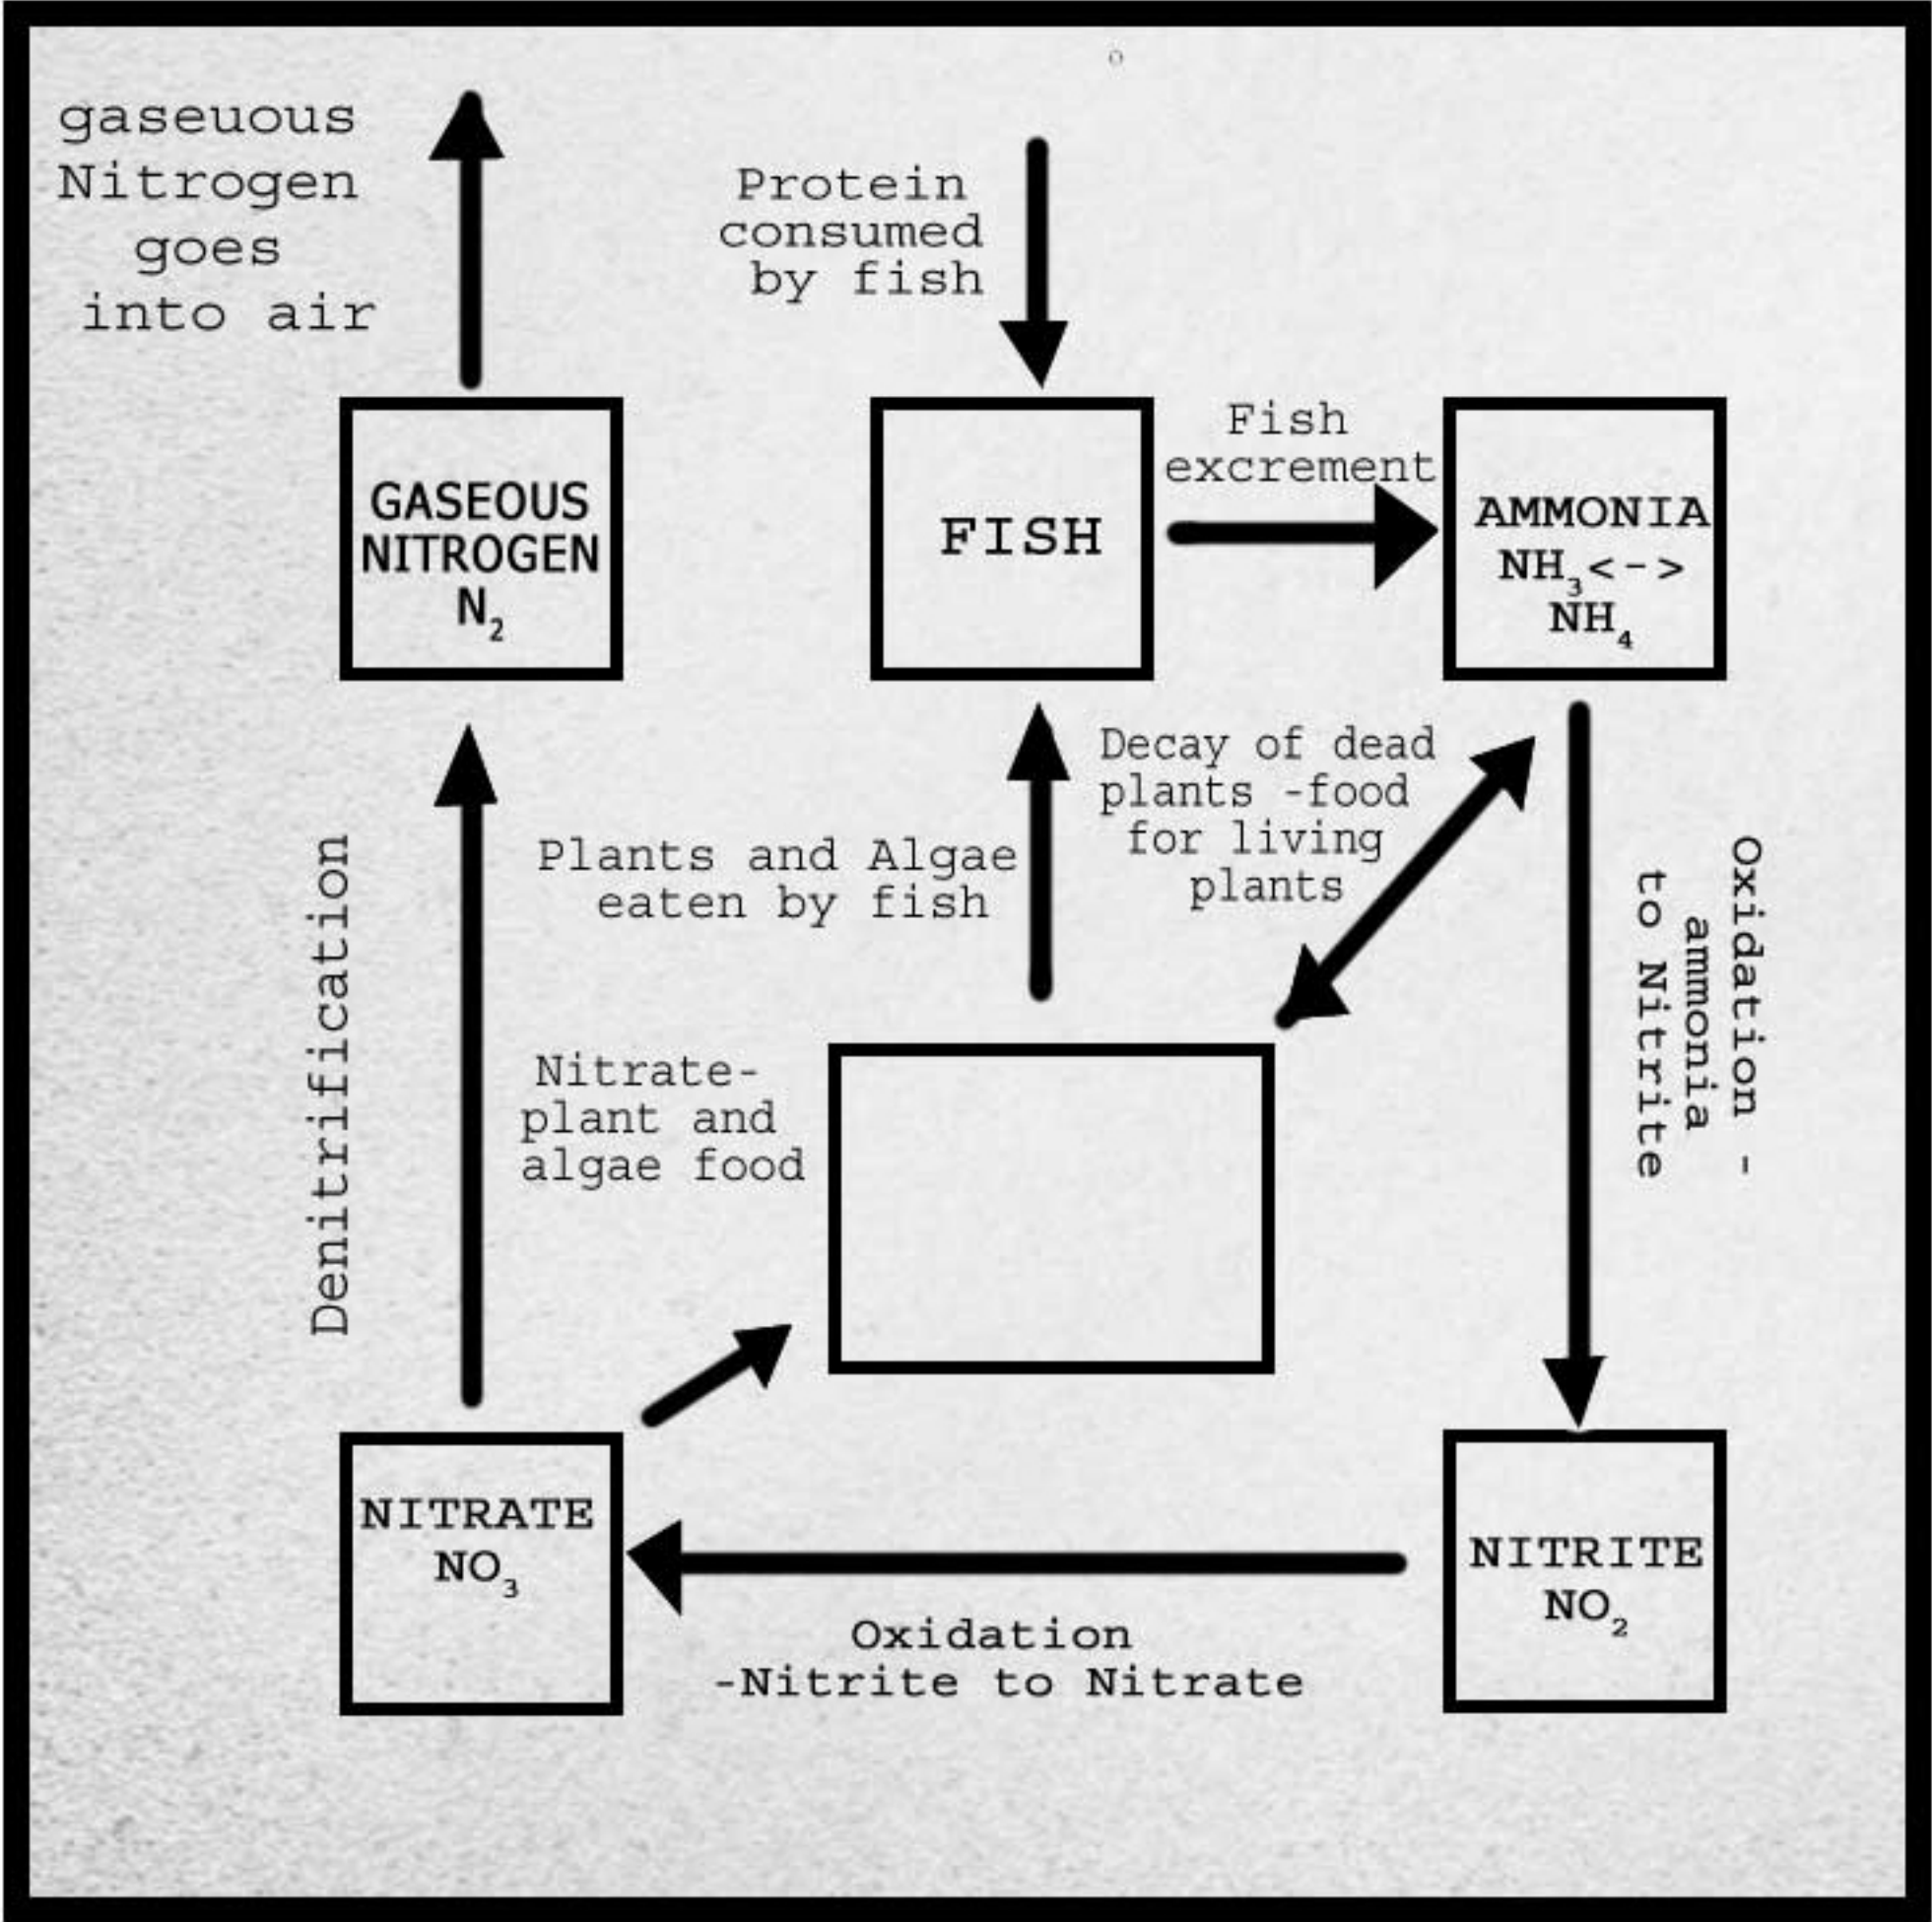 o
gaseuous
Nitrogen
goes
into air
Protein
consumed
by fish
GASEOUS
NITROGEN
N₂
FISH
Fish
excrement
AMMONIA
NH₃<->
NH₄
Denitrification
Plants and Algae
eaten by fish
Decay of dead
plants -food
for living
plants
Oxidation -
ammonia
to Nitrite
Nitrate-
plant and
algae food
NITRATE
NO₃
Oxidation
-Nitrite to Nitrate
NITRITE
NO₂